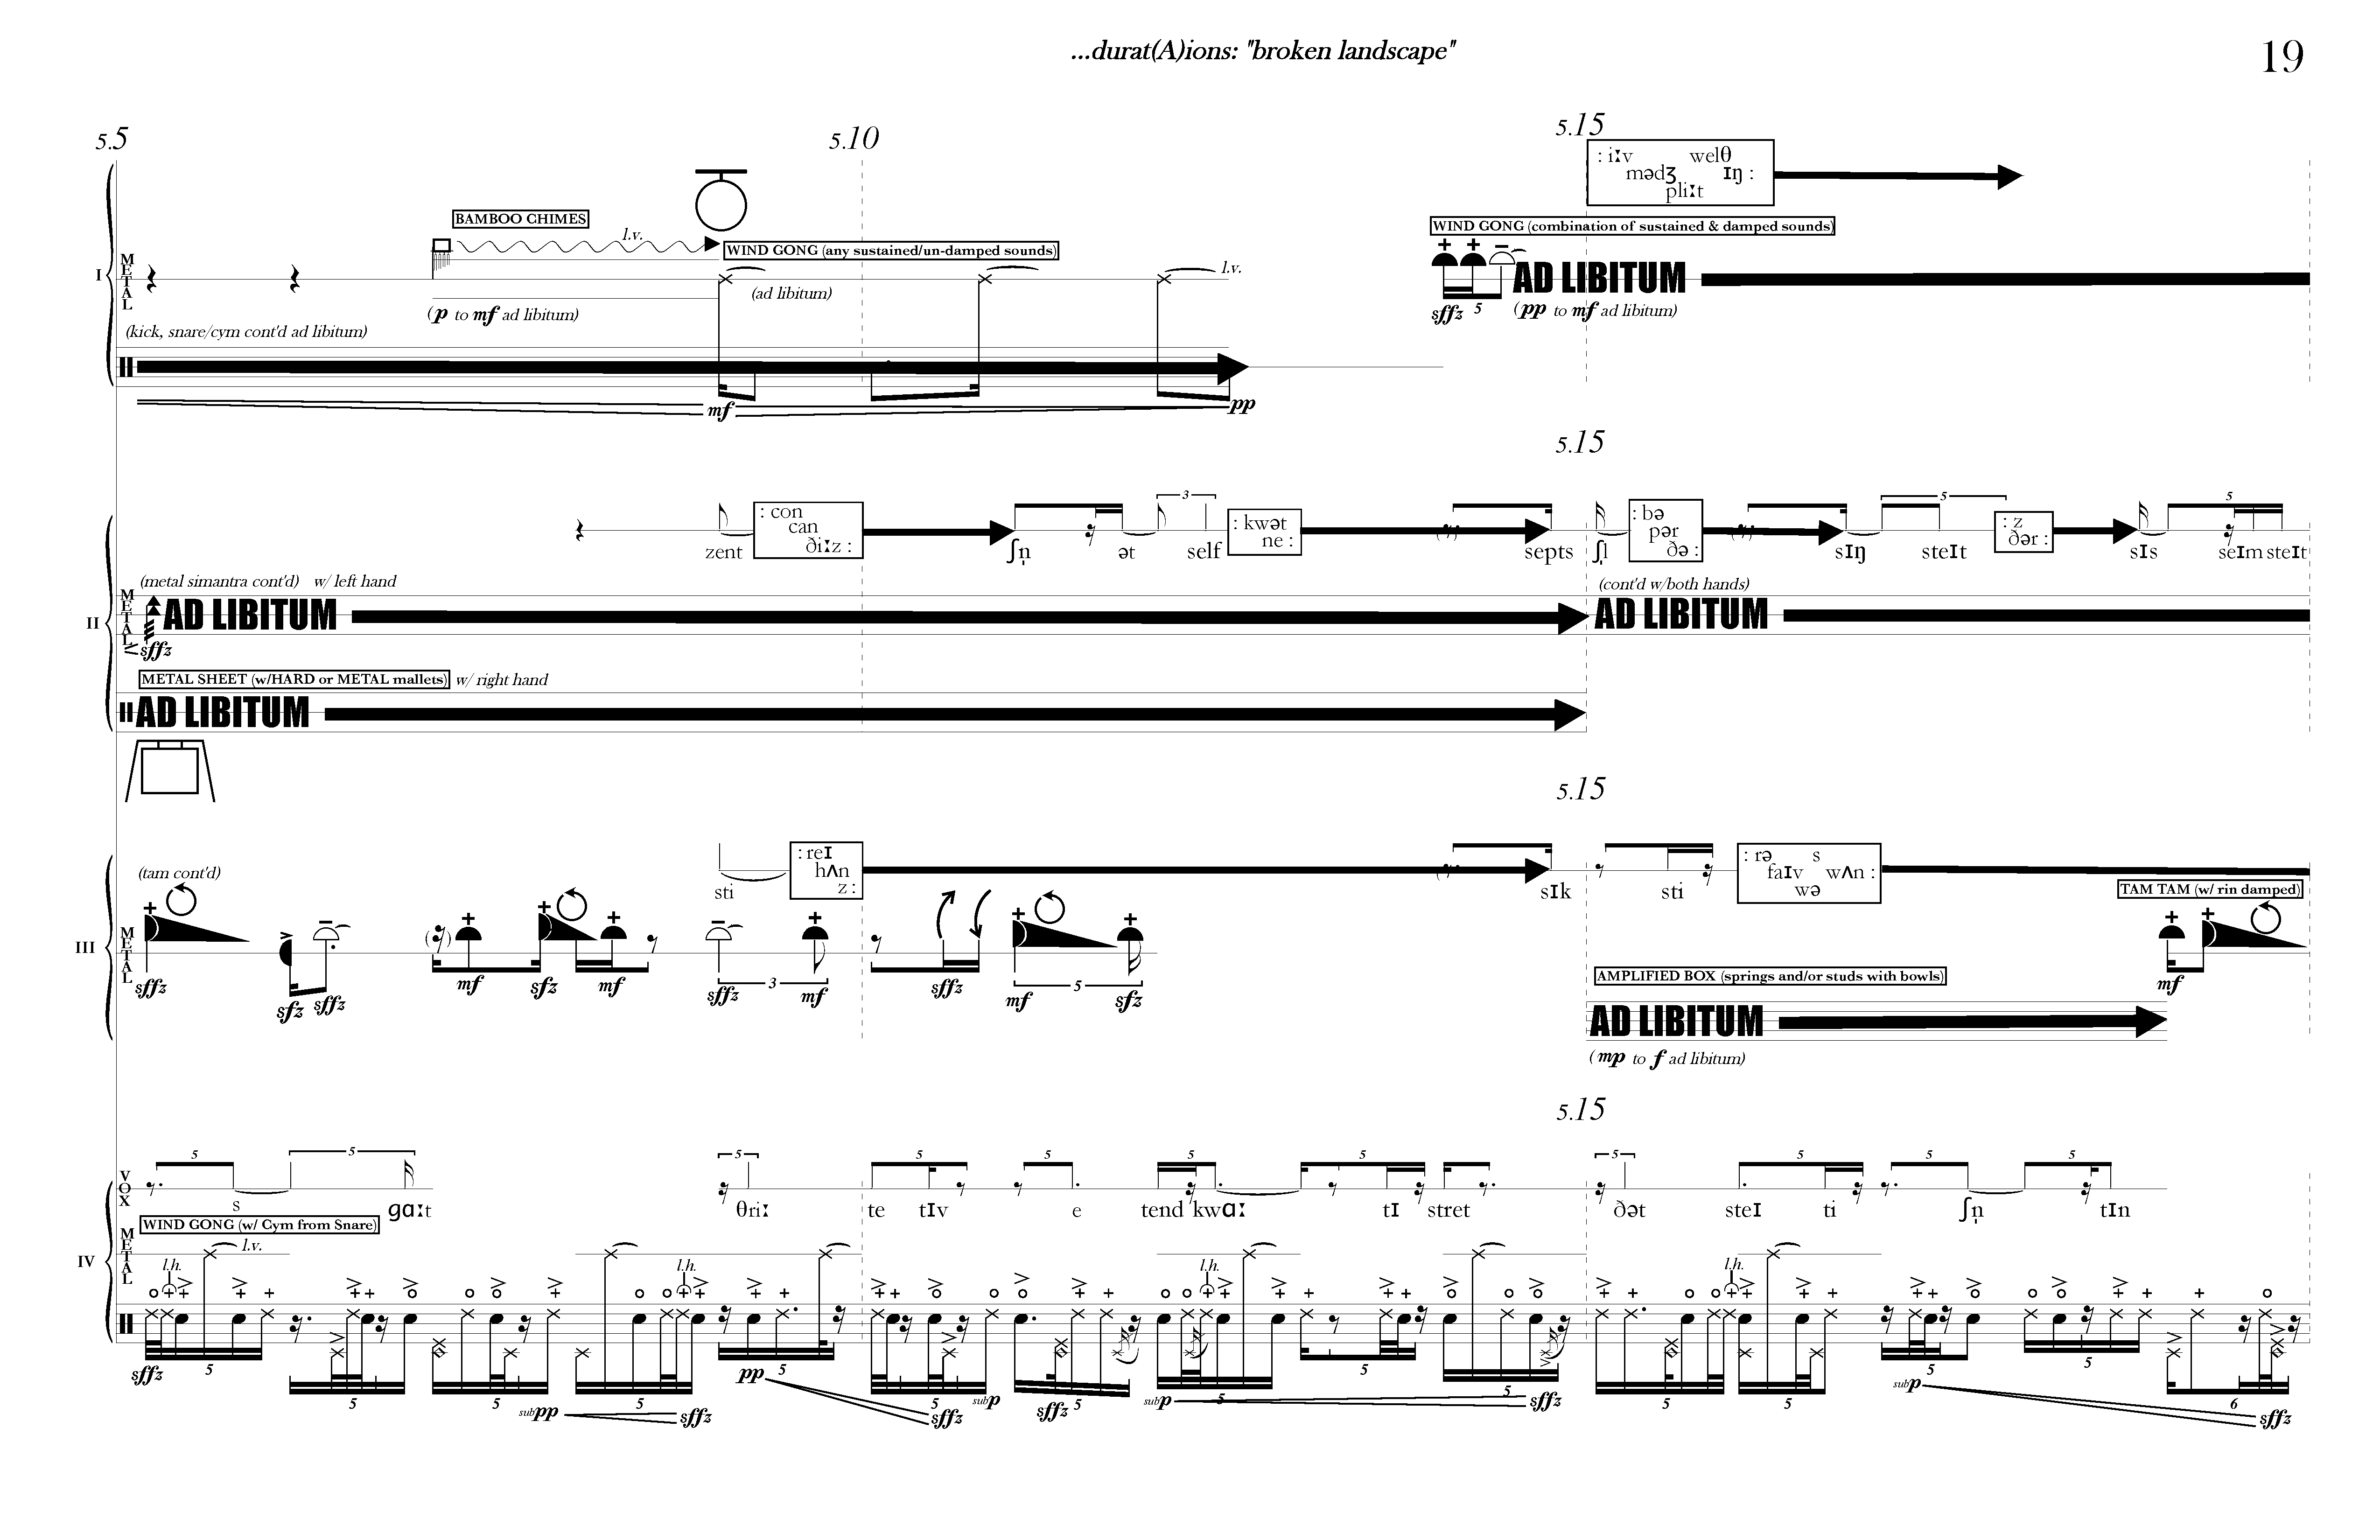 ...durat(A)ions: "broken landscape"
19
5.5
5.10
5.15
: iːv welθ
mədʒ ɪŋ :
pliːt
BAMBOO CHIMES
l.v.
WIND GONG (any sustained/un-damped sounds)
WIND GONG (combination of sustained & damped sounds)
I
METAL
(ad libitum)
l.v.
AD LIBITUM
(p to mf ad libitum)
sffz 5 (pp to mf ad libitum)
(kick, snare/cym cont'd ad libitum)
mf
pp
5.15
3
5
5
: con
can
ðiːz :
: kwət
ne :
: bə
pər
ðə :
: z
ðər :
zent ʃn̩ ət self septs ʃl̩ sɪŋ steɪt sɪs seɪm steɪt
(metal simantra cont'd) w/ left hand
(cont'd w/both hands)
II
METAL
AD LIBITUM
AD LIBITUM
sffz
METAL SHEET (w/HARD or METAL mallets) w/ right hand
AD LIBITUM
5.15
: reɪ
hʌn
z :
: rə s
faɪv wʌn :
wə
sti sɪk sti
(tam cont'd)
TAM TAM (w/ rin damped)
III
METAL
sffz sfz sffz mf sfz mf sffz 3 mf sffz mf 5 sfz
mf
AMPLIFIED BOX (springs and/or studs with bowls)
AD LIBITUM
(mp to f ad libitum)
5.15
5 5 5 5 5 5 5 5 5 5
VOX
s gɑːt θriː te tɪv e tend kwɑː tɪ stret ðət steɪ ti ʃn̩ tɪn
WIND GONG (w/ Cym from Snare)
IV
METAL
l.v.
l.h. l.h. l.h. l.h.
sffz 5 5 5 subpp 5 sffz pp 5 5 sffz subp sffz 5 subp 5 5 5 sffz 5 5 subp 5 5 6 sffz